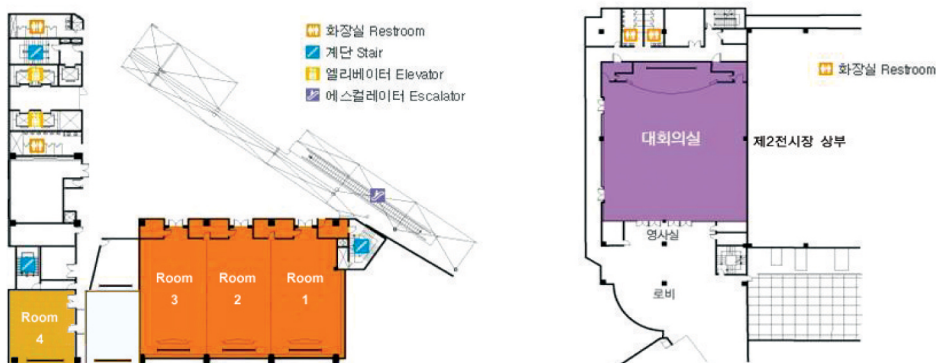 화장실 Restroom
계단 Stair
엘리베이터 Elevator
에스컬레이터 Escalator
Room
3
Room
2
Room
1
Room
4
화장실 Restroom
대회의실
제2전시장 상부
영사실
로비